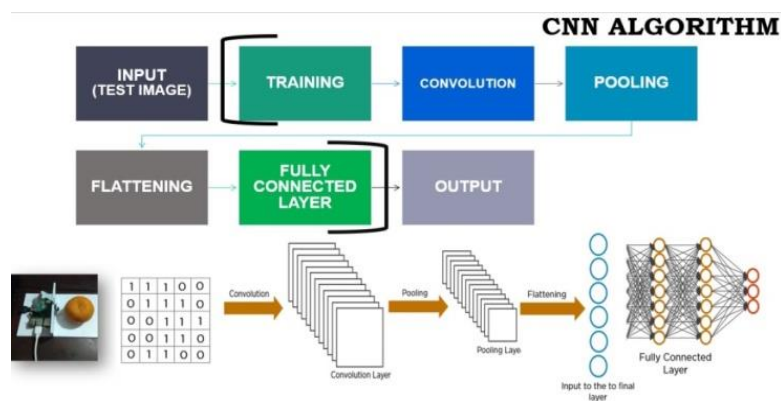 CNN ALGORITHM
INPUT
(TEST IMAGE)
TRAINING
CONVOLUTION
POOLING
FLATTENING
FULLY
CONNECTED
LAYER
OUTPUT
1 1 1 0 0
0 1 1 1 0
0 0 1 1 1
0 0 1 1 0
0 1 1 0 0
Convolution
Convolution Layer
Pooling
Pooling Laye
Flattening
Input to the to final
layer
Fully Connected
Layer